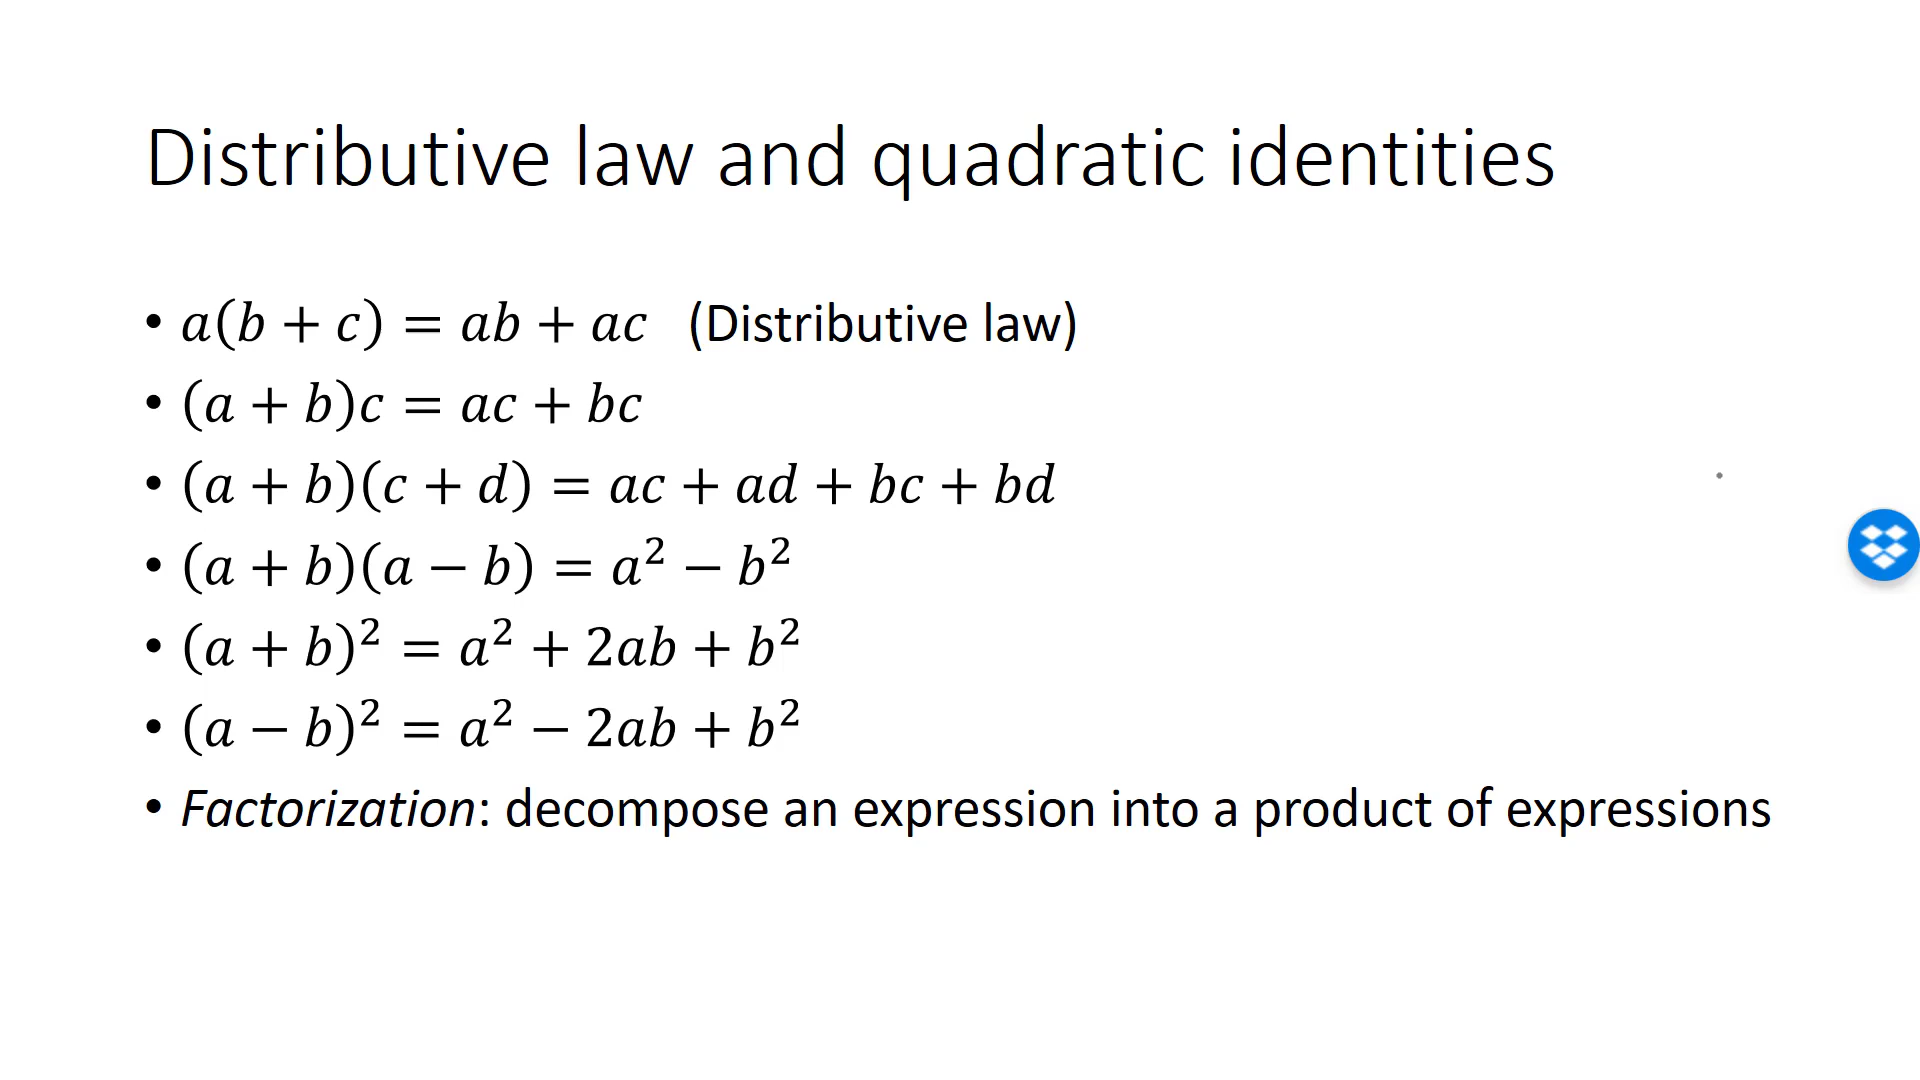 Distributive law and quadratic identities
• a(b + c) = ab + ac (Distributive law)
• (a + b)c = ac + bc
• (a + b)(c + d) = ac + ad + bc + bd
• (a + b)(a − b) = a² − b²
• (a + b)² = a² + 2ab + b²
• (a − b)² = a² − 2ab + b²
• Factorization: decompose an expression into a product of expressions